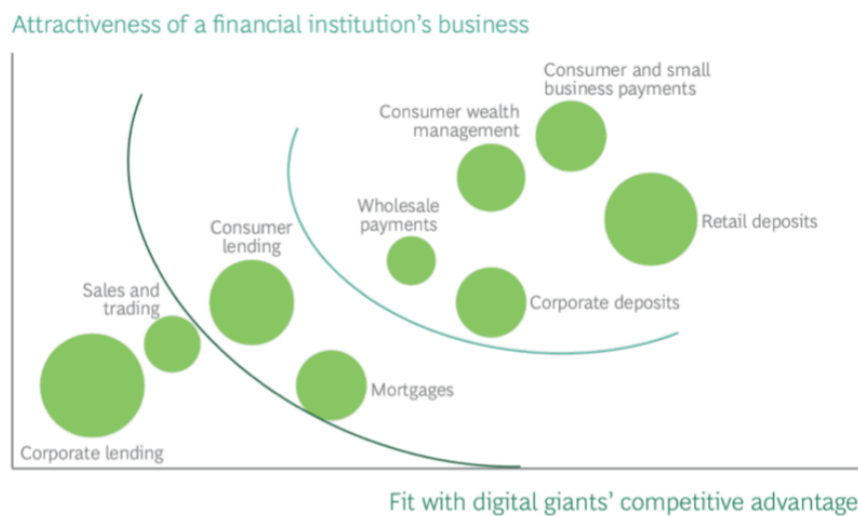 Attractiveness of a financial institution's business
Consumer and small
business payments
Consumer wealth
management
Wholesale
payments
Retail deposits
Consumer
lending
Corporate deposits
Sales and
trading
Mortgages
Corporate lending
Fit with digital giants' competitive advantage